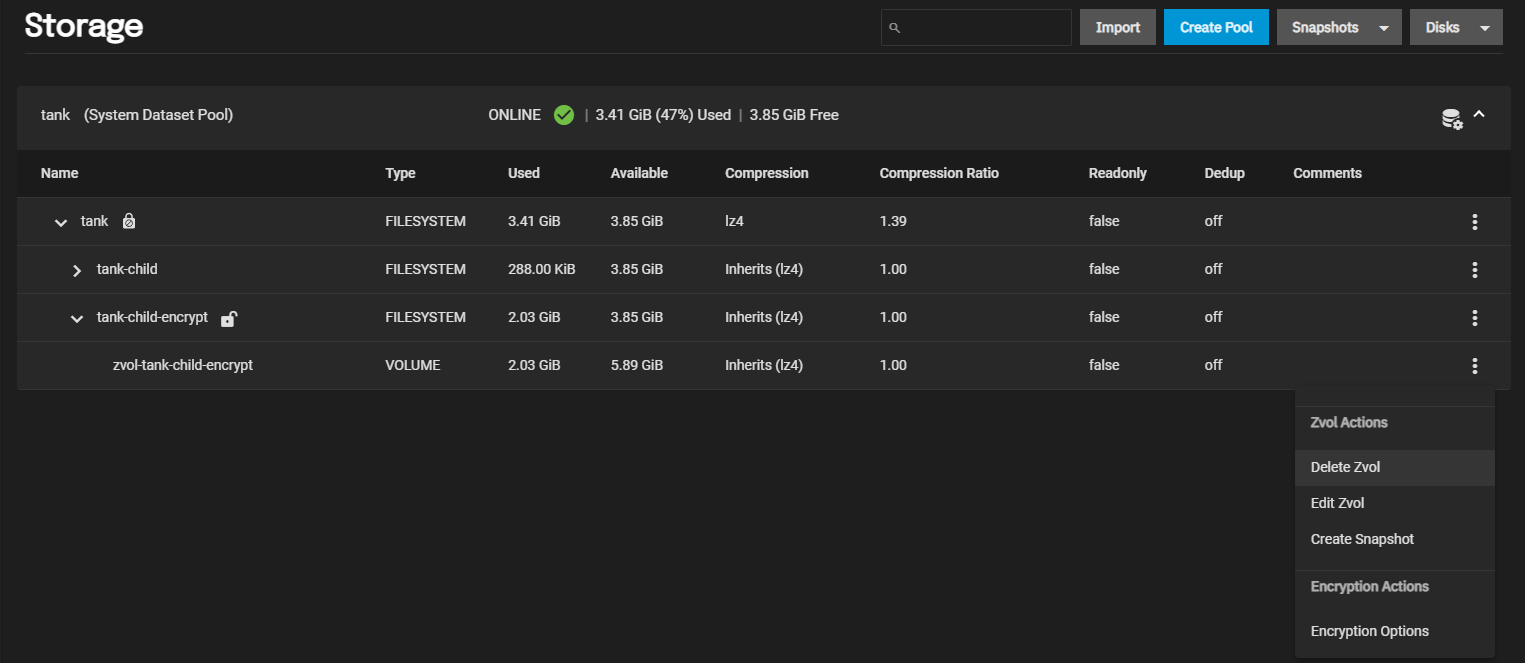 Storage
Import
Create Pool
Snapshots
Disks
tank (System Dataset Pool) ONLINE | 3.41 GiB (47%) Used | 3.85 GiB Free
Name Type Used Available Compression Compression Ratio Readonly Dedup Comments
tank FILESYSTEM 3.41 GiB 3.85 GiB lz4 1.39 false off
tank-child FILESYSTEM 288.00 KiB 3.85 GiB Inherits (lz4) 1.00 false off
tank-child-encrypt FILESYSTEM 2.03 GiB 3.85 GiB Inherits (lz4) 1.00 false off
zvol-tank-child-encrypt VOLUME 2.03 GiB 5.89 GiB Inherits (lz4) 1.00 false off
Zvol Actions
Delete Zvol
Edit Zvol
Create Snapshot
Encryption Actions
Encryption Options